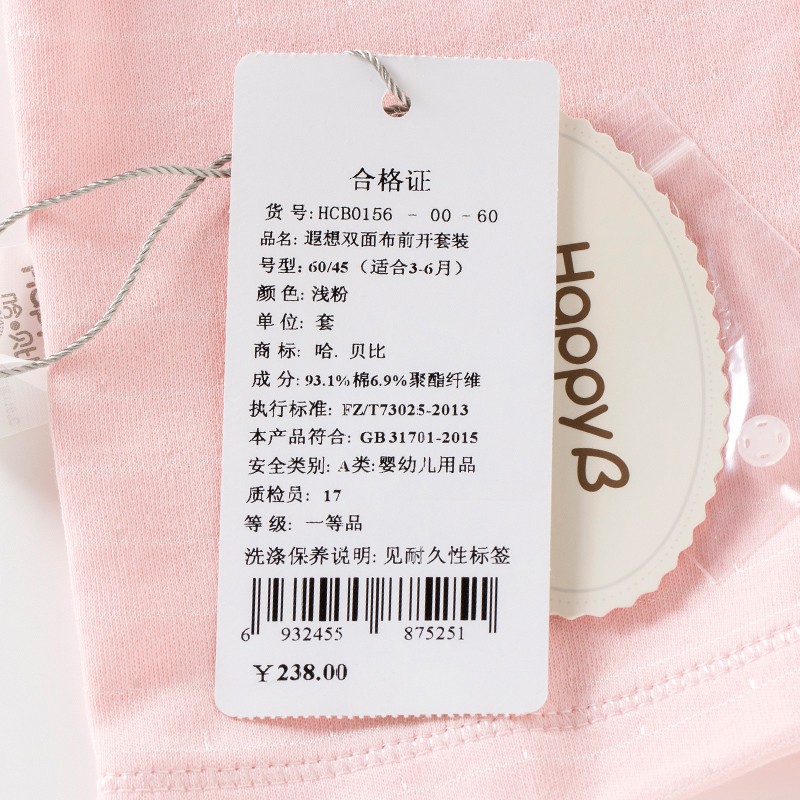 合格证
货 号: HCB0156 - 00 - 60
品名: 遐想双面布前开套装
号型: 60/45 (适合3-6月)
颜 色: 浅粉
单 位: 套
商 标: 哈. 贝比
成 分: 93.1%棉6.9%聚酯纤维
执行标准: FZ/T73025-2013
本产品符合: GB31701-2015
安全类别: A类: 婴幼儿用品
质检员: 17
等 级: 一等品
洗涤保养说明: 见耐久性标签
6 932455 875251
￥238.00
Happy B